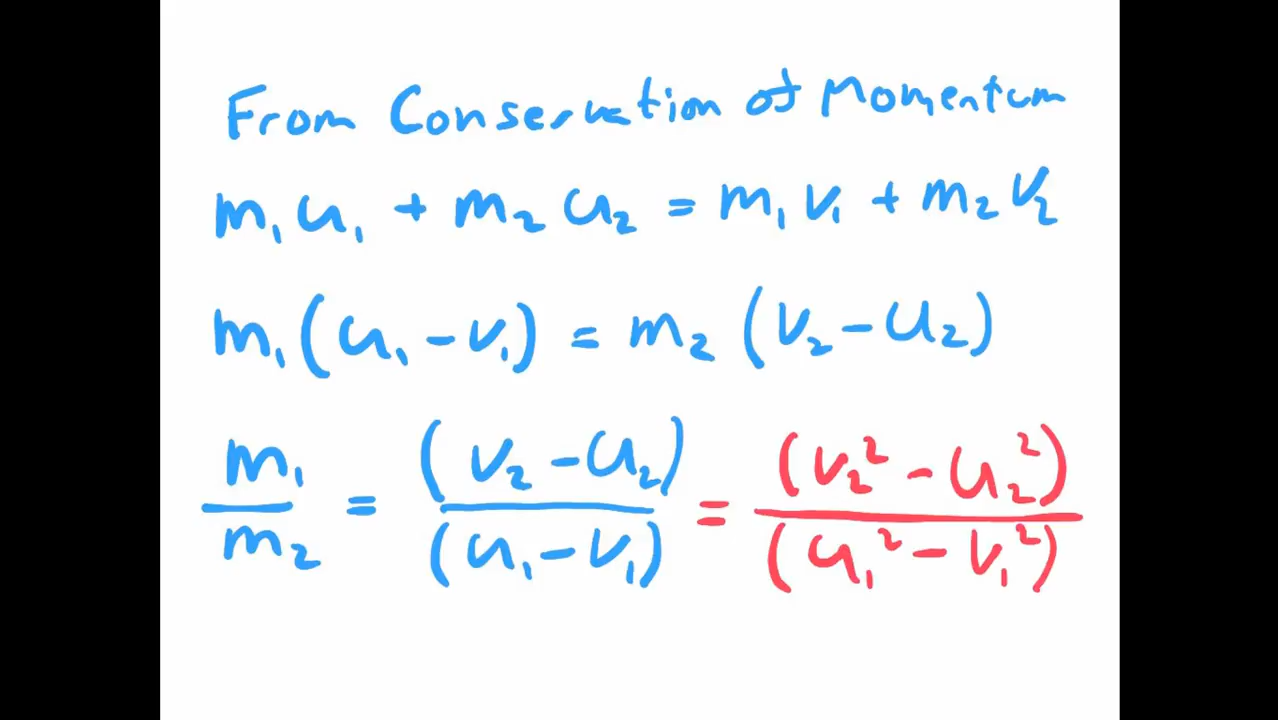 From Conservation of Momentum
m₁u₁ + m₂u₂ = m₁v₁ + m₂v₂
m₁(u₁ - v₁) = m₂(v₂ - u₂)
m₁/m₂ = (v₂ - u₂)/(u₁ - v₁) = (v₂² - u₂²)/(u₁² - v₁²)